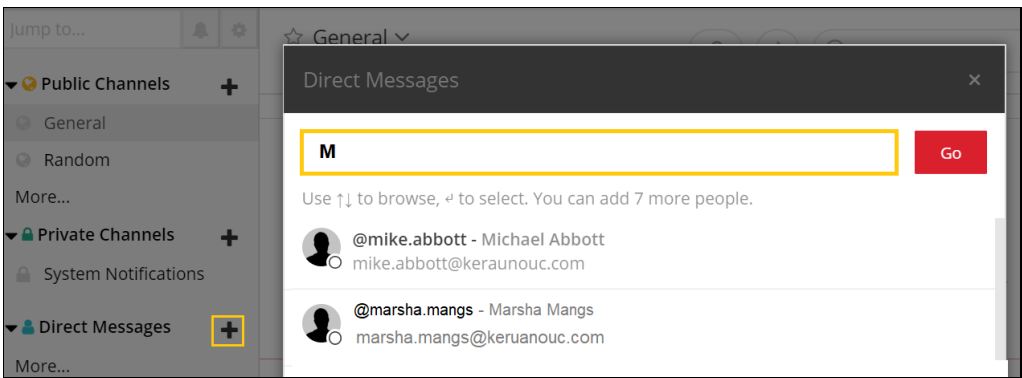 Jump to...
Public Channels
General
Random
More...
Private Channels
System Notifications
Direct Messages
More...
General
Direct Messages
×
M
Go
Use ↑↓ to browse, ↵ to select. You can add 7 more people.
@mike.abbott - Michael Abbott
mike.abbott@keraunouc.com
@marsha.mangs - Marsha Mangs
marsha.mangs@keruanouc.com